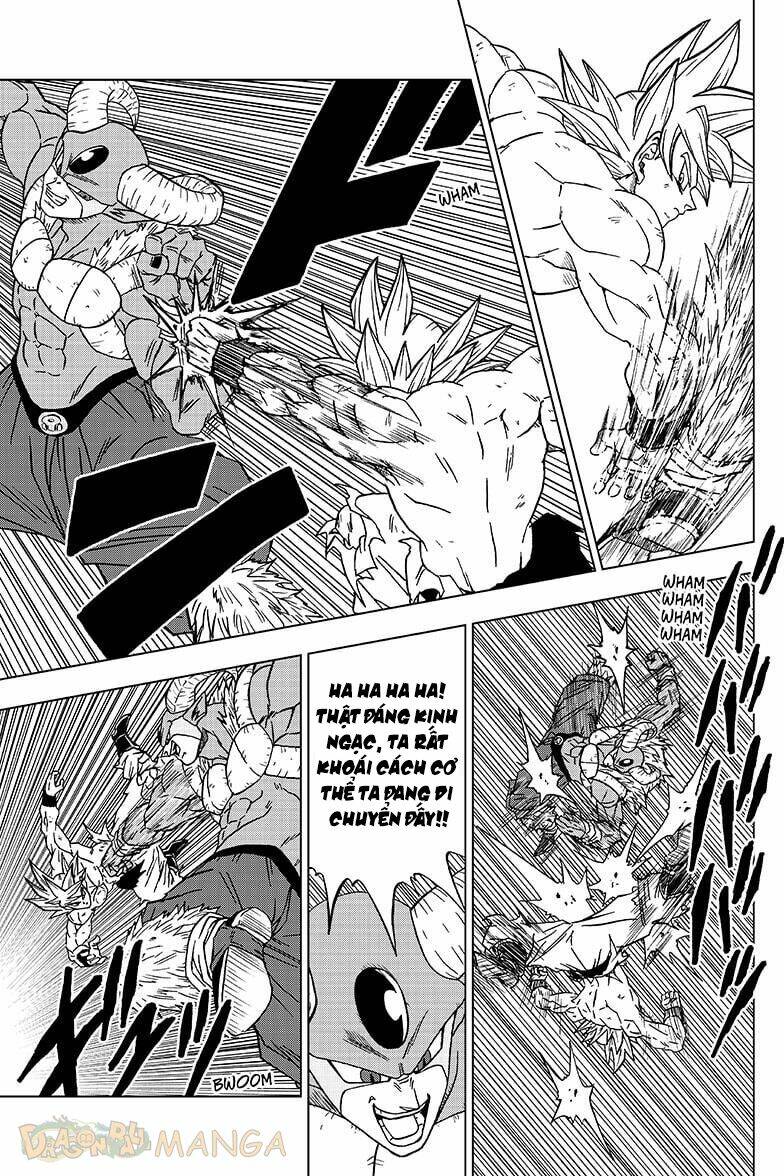 WHAM
WHAM
WHAM
WHAM
WHAM
HA HA HA HA!
THẬT ĐÁNG KINH
NGẠC, TA RẤT
KHOÁI CÁCH CƠ
THỂ TA ĐANG DI
CHUYỂN ĐẤY!!
BWOOM
DRAGON BALL MANGA